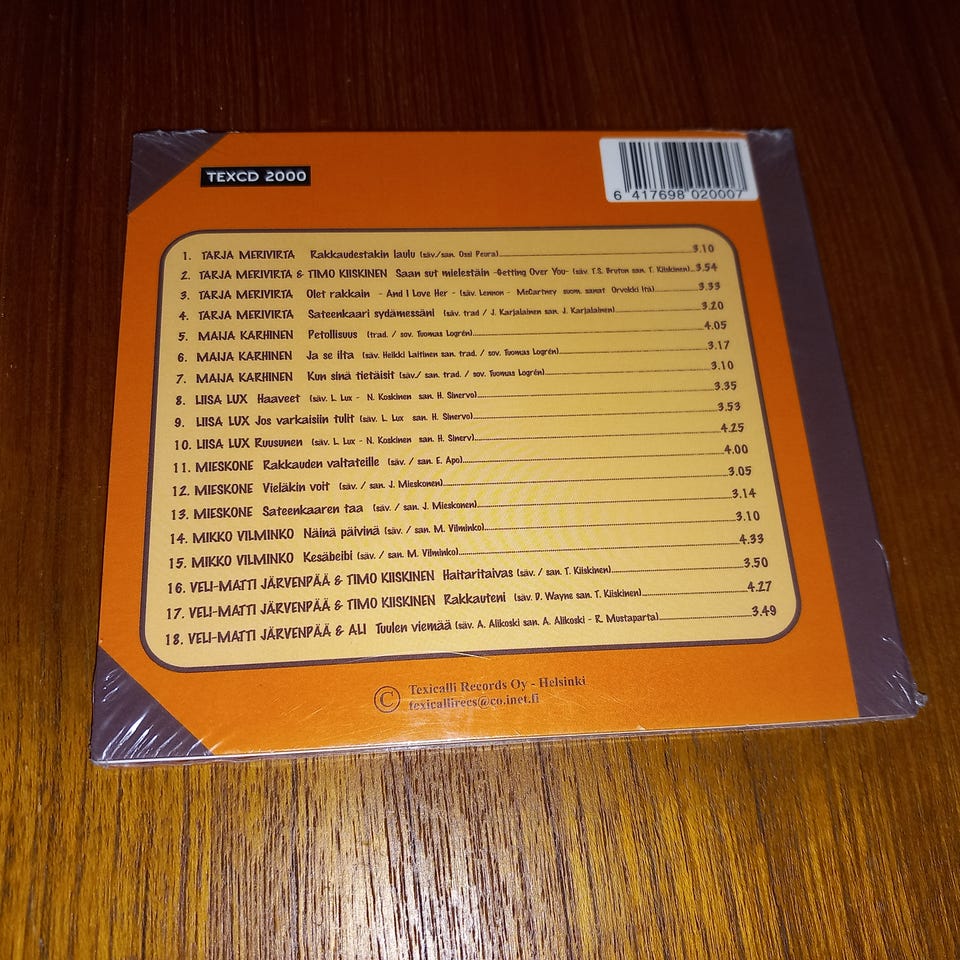 TEXCD 2000
6 417698 020007
1. TARJA MERIVIRTA Rakkaudestakin laulu (säv./san. Ossi Peura) 3.10
2. TARJA MERIVIRTA & TIMO KIISKINEN Saan sut mielestäin -Getting Over You- (säv. T.S. Bruton san. T. Kiiskinen) 3.54
3. TARJA MERIVIRTA Olet rakkain - And I Love Her - (säv. Lennon - McCartney suom. sanat Orvokki Itä) 3.33
4. TARJA MERIVIRTA Sateenkaari sydämessäni (säv. trad / J. Karjalainen san. J. Karjalainen) 3.20
5. MAIJA KARHINEN Petollisuus (trad. / sov. Tuomas Logrén) 4.05
6. MAIJA KARHINEN Ja se ilta (säv. Heikki Laitinen san. trad. / sov. Tuomas Logrén) 3.17
7. MAIJA KARHINEN Kun sinä tietäisit (säv./ san. trad. / sov. Tuomas Logrén) 3.10
8. LIISA LUX Haaveet (säv. L. Lux - N. Koskinen san. H. Sinervo) 3.35
9. LIISA LUX Jos varkaisiin tulit (säv. L. Lux san. H. Sinervo) 3.53
10. LIISA LUX Ruusunen (säv. L. Lux - N. Koskinen san. H. Sinerv) 4.25
11. MIESKONE Rakkauden valtateille (säv. / san. E. Apo) 4.00
12. MIESKONE Vieläkin voit (säv. / san. J. Mieskonen) 3.05
13. MIESKONE Sateenkaaren taa (säv. / san. J. Mieskonen) 3.14
14. MIKKO VILMINKO Näinä päivinä (säv. / san. M. Vilminko) 3.10
15. MIKKO VILMINKO Kesäbeibi (säv. / san. M. Vilminko) 4.33
16. VELI-MATTI JÄRVENPÄÄ & TIMO KIISKINEN Haitaritaivas (säv. / san. T. Kiiskinen) 3.50
17. VELI-MATTI JÄRVENPÄÄ & TIMO KIISKINEN Rakkauteni (säv. D. Wayne san. T. Kiiskinen) 4.27
18. VELI-MATTI JÄRVENPÄÄ & ALI Tuulen viemää (säv. A. Alikoski san. A. Alikoski - R. Mustaparta) 3.49
© Texicalli Records Oy - Helsinki
texicallirecs@co.inet.fi